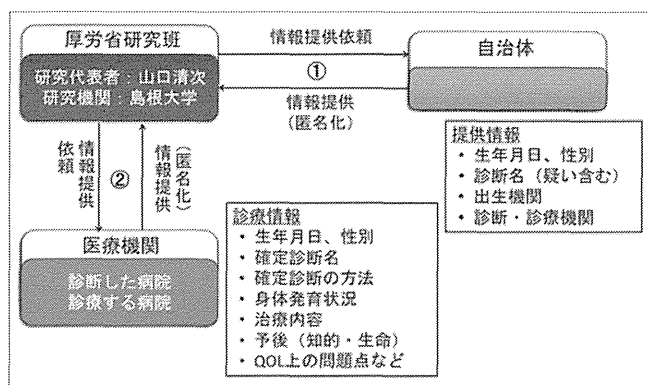 厚労省研究班
研究代表者：山口清次
研究機関：島根大学
情報提供依頼
①
情報提供
(匿名化)
自治体
提供情報
・ 生年月日、性別
・ 診断名（疑い含む）
・ 出生機関
・ 診断・診療機関
情報提供
依頼
②
(匿名化)
情報提供
医療機関
診断した病院
診療する病院
診療情報
・ 生年月日、性別
・ 確定診断名
・ 確定診断の方法
・ 身体発育状況
・ 治療内容
・ 予後（知的・生命）
・ QOL上の問題点など